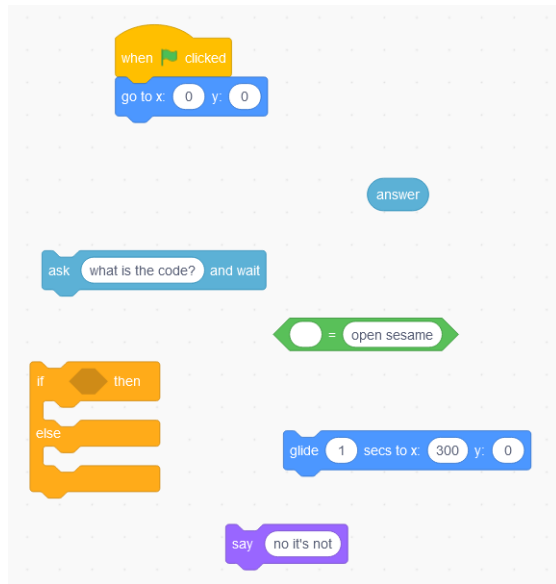 when clicked
go to x: 0 y: 0
answer
ask what is the code? and wait
= open sesame
if then
else
glide 1 secs to x: 300 y: 0
say no it's not